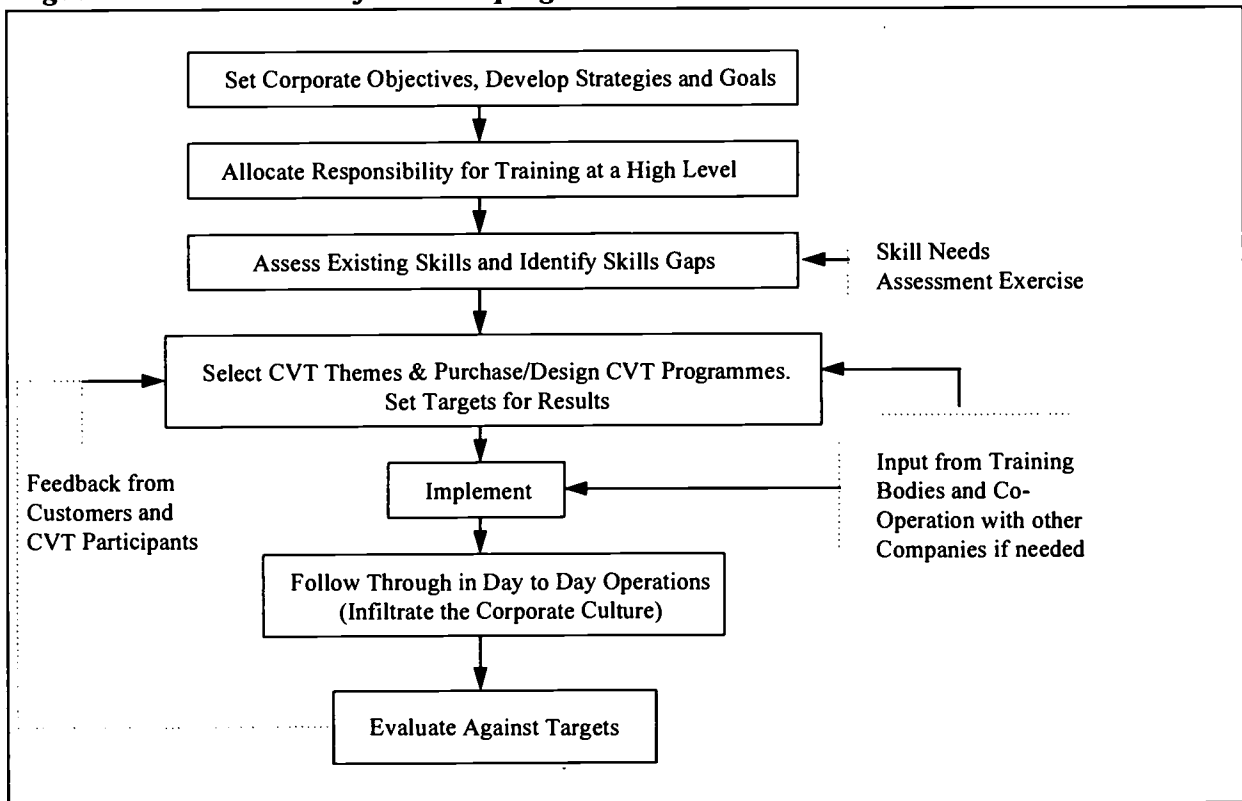 Set Corporate Objectives, Develop Strategies and Goals
Allocate Responsibility for Training at a High Level
Assess Existing Skills and Identify Skills Gaps
Skill Needs
Assessment Exercise
Select CVT Themes & Purchase/Design CVT Programmes.
Set Targets for Results
Feedback from
Customers and
CVT Participants
Implement
Input from Training
Bodies and Co-
Operation with other
Companies if needed
Follow Through in Day to Day Operations
(Infiltrate the Corporate Culture)
Evaluate Against Targets